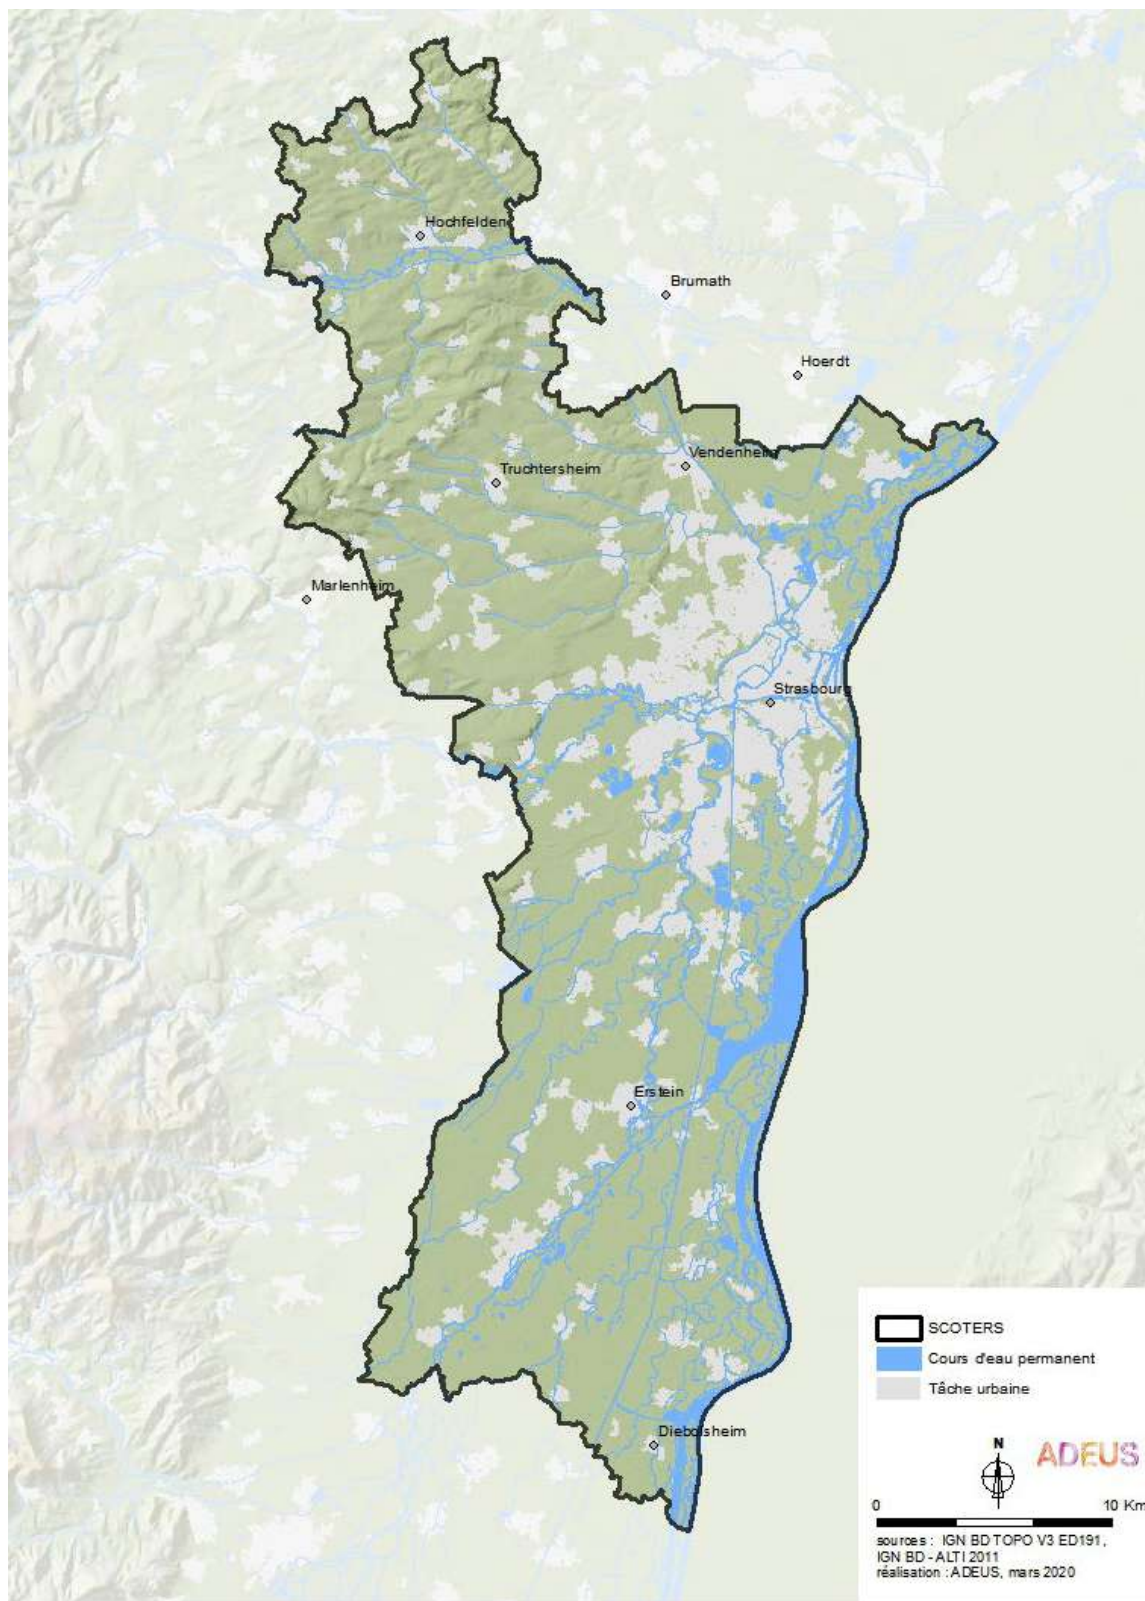 Hochfelden
Brumath
Hoerdt
Vendenheim
Truchtersheim
Marlenheim
Strasbourg
Erstein
Diebolsheim
SCOTERS
Cours d'eau permanent
Tâche urbaine
N
ADEUS
0 10 Km
sources : IGN BD TOPO V3 ED191,
IGN BD - ALTI 2011
réalisation : ADEUS, mars 2020